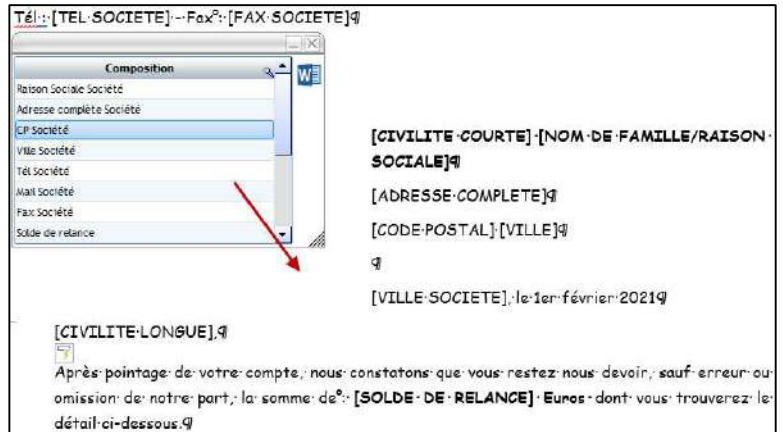 Tél·:·[TEL·SOCIETE]·-·Fax°:·[FAX·SOCIETE]¶
Composition
W
Raison Sociale Société
Adresse complète Société
CP Société
Ville Société
Tél Société
Mail Société
Fax Société
Solde de relance
[CIVILITE·COURTE]·[NOM·DE·FAMILLE/RAISON·
SOCIALE]¶
[ADRESSE·COMPLETE]¶
[CODE·POSTAL]·[VILLE]¶
¶
[VILLE·SOCIETE],·le·1er·février·2021¶
[CIVILITE·LONGUE],¶
Après·pointage·de·votre·compte,·nous·constatons·que·vous·restez·nous·devoir,·sauf·erreur·ou·
omission·de·notre·part,·la·somme·de°:·[SOLDE·DE·RELANCE]·Euros·dont·vous·trouverez·le·
détail·ci-dessous.¶